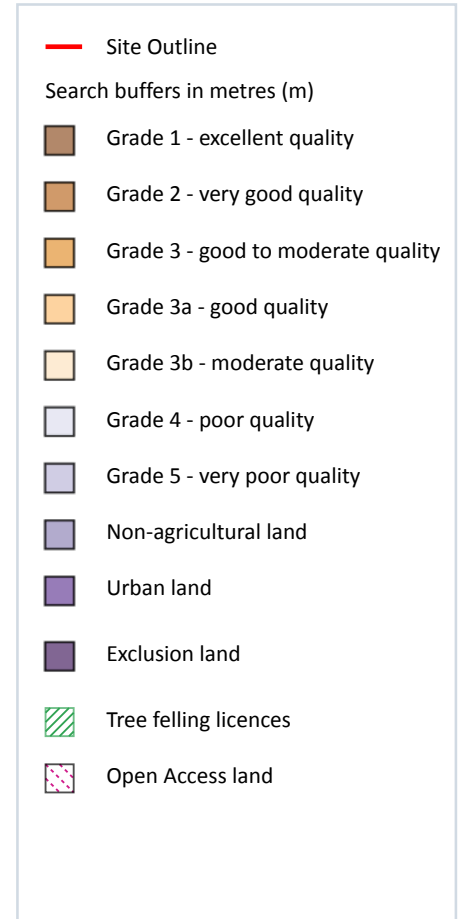 Site Outline
Search buffers in metres (m)
Grade 1 - excellent quality
Grade 2 - very good quality
Grade 3 - good to moderate quality
Grade 3a - good quality
Grade 3b - moderate quality
Grade 4 - poor quality
Grade 5 - very poor quality
Non-agricultural land
Urban land
Exclusion land
Tree felling licences
Open Access land